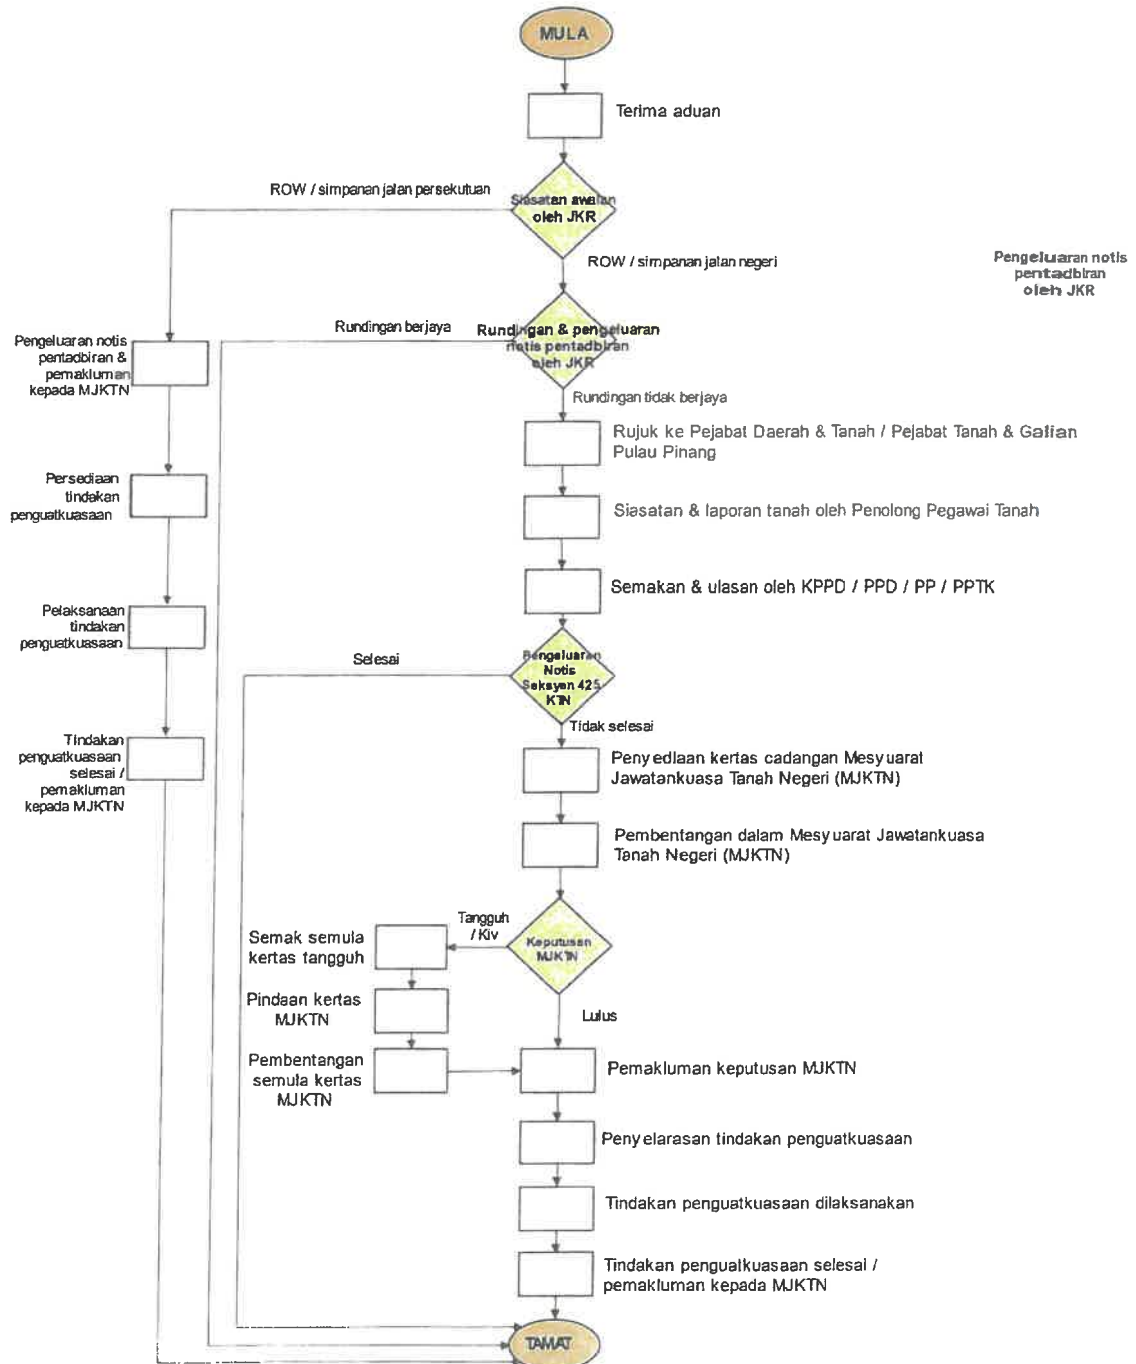 MULA
Terima aduan
ROW / simpanan jalan persekutuan
Siasatan awalan
oleh JKR
ROW / simpanan jalan negeri
Pengeluaran notis
pentadbiran
oleh JKR
Rundingan berjaya
Rundingan & pengeluaran
notis pentadbiran
oleh JKR
Pengeluaran notis
pentadbiran &
pemakluman
kepada MJKTN
Rundingan tidak berjaya
Rujuk ke Pejabat Daerah & Tanah / Pejabat Tanah & Galian
Pulau Pinang
Persediaan
tindakan
penguatkuasaan
Siasatan & laporan tanah oleh Penolong Pegawai Tanah
Semakan & ulasan oleh KPPD / PPD / PP / PPTK
Pelaksanaan
tindakan
penguatkuasaan
Selesai
Pengeluaran
Notis
Seksyen 425
KTN
Tidak selesai
Tindakan
penguatkuasaan
selesai /
pemakluman
kepada MJKTN
Penyediaan kertas cadangan Mesyuarat
Jawatankuasa Tanah Negeri (MJKTN)
Pembentangan dalam Mesyuarat Jawatankuasa
Tanah Negeri (MJKTN)
Tangguh
/ Kiv
Keputusan
MJKTN
Semak semula
kertas tangguh
Pindaan kertas
MJKTN
Lulus
Pembentangan
semula kertas
MJKTN
Pemakluman keputusan MJKTN
Penyelarasan tindakan penguatkuasaan
Tindakan penguatkuasaan dilaksanakan
Tindakan penguatkuasaan selesai /
pemakluman kepada MJKTN
TAMAT